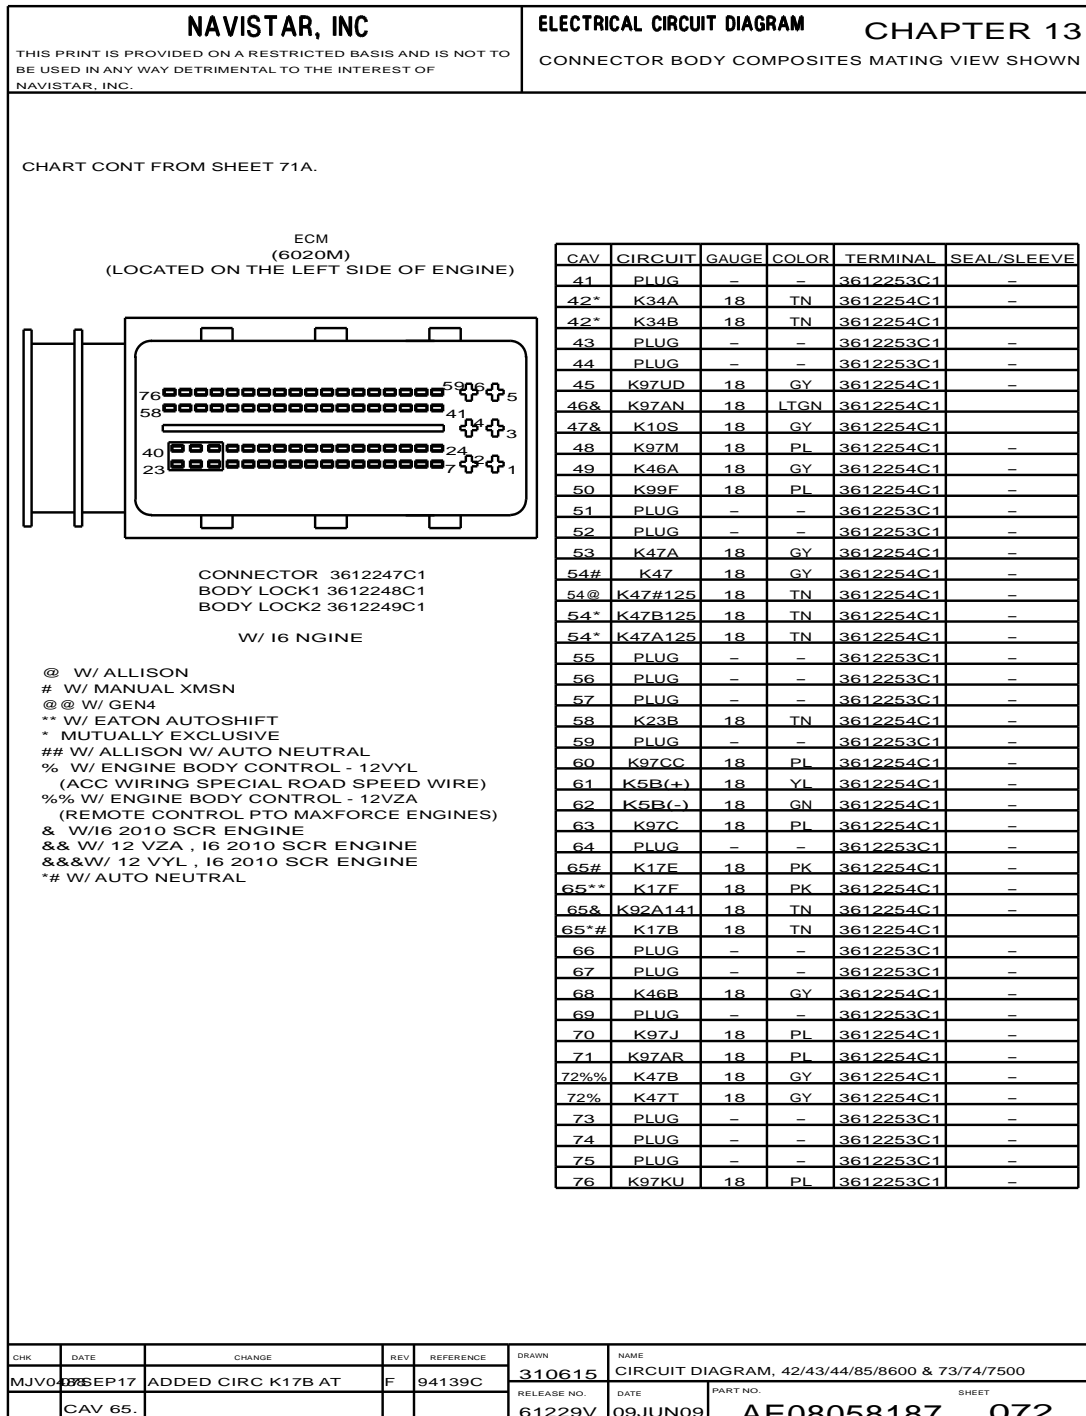 NAVISTAR, INC
THIS PRINT IS PROVIDED ON A RESTRICTED BASIS AND IS NOT TO
BE USED IN ANY WAY DETRIMENTAL TO THE INTEREST OF
NAVISTAR, INC.
ELECTRICAL CIRCUIT DIAGRAM CHAPTER 13
CONNECTOR BODY COMPOSITES MATING VIEW SHOWN
CHART CONT FROM SHEET 71A.
ECM
(6020M)
(LOCATED ON THE LEFT SIDE OF ENGINE)
76 59 6 5
58 41
4 3
40 24
23 7 2 1
CONNECTOR 3612247C1
BODY LOCK1 3612248C1
BODY LOCK2 3612249C1
W/ I6 NGINE
@ W/ ALLISON
# W/ MANUAL XMSN
@@ W/ GEN4
** W/ EATON AUTOSHIFT
* MUTUALLY EXCLUSIVE
## W/ ALLISON W/ AUTO NEUTRAL
% W/ ENGINE BODY CONTROL - 12VYL
(ACC WIRING SPECIAL ROAD SPEED WIRE)
%% W/ ENGINE BODY CONTROL - 12VZA
(REMOTE CONTROL PTO MAXFORCE ENGINES)
& W/I6 2010 SCR ENGINE
&& W/ 12 VZA , I6 2010 SCR ENGINE
&&&W/ 12 VYL , I6 2010 SCR ENGINE
*# W/ AUTO NEUTRAL
CAV CIRCUIT GAUGE COLOR TERMINAL SEAL/SLEEVE
41 PLUG – – 3612253C1 –
42* K34A 18 TN 3612254C1 –
42* K34B 18 TN 3612254C1
43 PLUG – – 3612253C1 –
44 PLUG – – 3612253C1 –
45 K97UD 18 GY 3612254C1 –
46& K97AN 18 LTGN 3612254C1
47& K10S 18 GY 3612254C1 –
48 K97M 18 PL 3612254C1 –
49 K46A 18 GY 3612254C1 –
50 K99F 18 PL 3612254C1 –
51 PLUG – – 3612253C1 –
52 PLUG – – 3612253C1 –
53 K47A 18 GY 3612254C1 –
54# K47 18 GY 3612254C1 –
54@ K47#125 18 TN 3612254C1 –
54* K47B125 18 TN 3612254C1 –
54* K47A125 18 TN 3612254C1 –
55 PLUG – – 3612253C1 –
56 PLUG – – 3612253C1 –
57 PLUG – – 3612253C1 –
58 K23B 18 TN 3612254C1 –
59 PLUG – – 3612253C1 –
60 K97CC 18 PL 3612254C1 –
61 K5B(+) 18 YL 3612254C1 –
62 K5B(-) 18 GN 3612254C1 –
63 K97C 18 PL 3612254C1 –
64 PLUG – – 3612253C1 –
65# K17E 18 PK 3612254C1 –
65** K17F 18 PK 3612254C1 –
65& K92A141 18 TN 3612254C1 –
65*# K17B 18 TN 3612254C1
66 PLUG – – 3612253C1 –
67 PLUG – – 3612253C1 –
68 K46B 18 GY 3612254C1 –
69 PLUG – – 3612253C1 –
70 K97J 18 PL 3612254C1 –
71 K97AR 18 PL 3612254C1 –
72%% K47B 18 GY 3612254C1 –
72% K47T 18 GY 3612254C1 –
73 PLUG – – 3612253C1 –
74 PLUG – – 3612253C1 –
75 PLUG – – 3612253C1 –
76 K97KU 18 PL 3612253C1 –
CHK DATE CHANGE REV REFERENCE DRAWN NAME
ADDED CIRC K17B AT F 94139C 310615 CIRCUIT DIAGRAM, 42/43/44/85/8600 & 73/74/7500
RELEASE NO. DATE PART NO. SHEET
CAV 65. 61229V 09JUN09 AE08058187 072